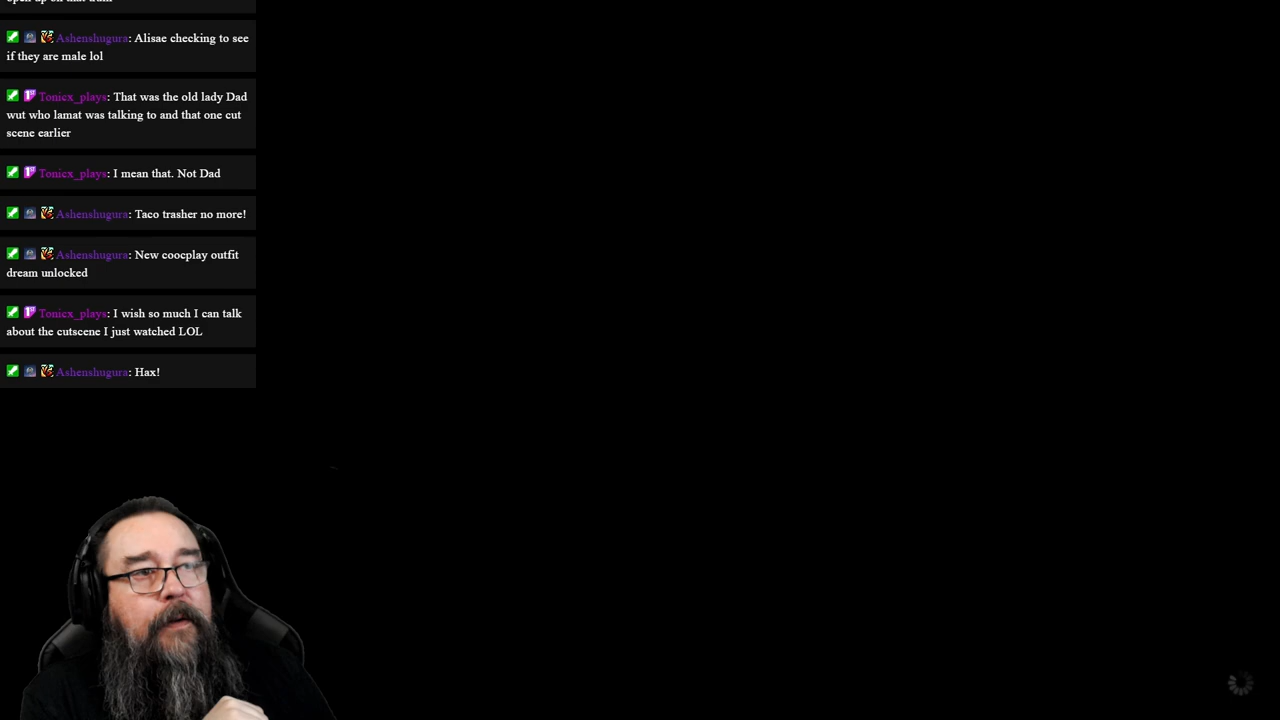 Ashenshugura: Alisae checking to see
if they are male lol
Tonicx_plays: That was the old lady Dad
wut who lamat was talking to and that one cut
scene earlier
Tonicx_plays: I mean that. Not Dad
Ashenshugura: Taco trasher no more!
Ashenshugura: New coocplay outfit
dream unlocked
Tonicx_plays: I wish so much I can talk
about the cutscene I just watched LOL
Ashenshugura: Hax!